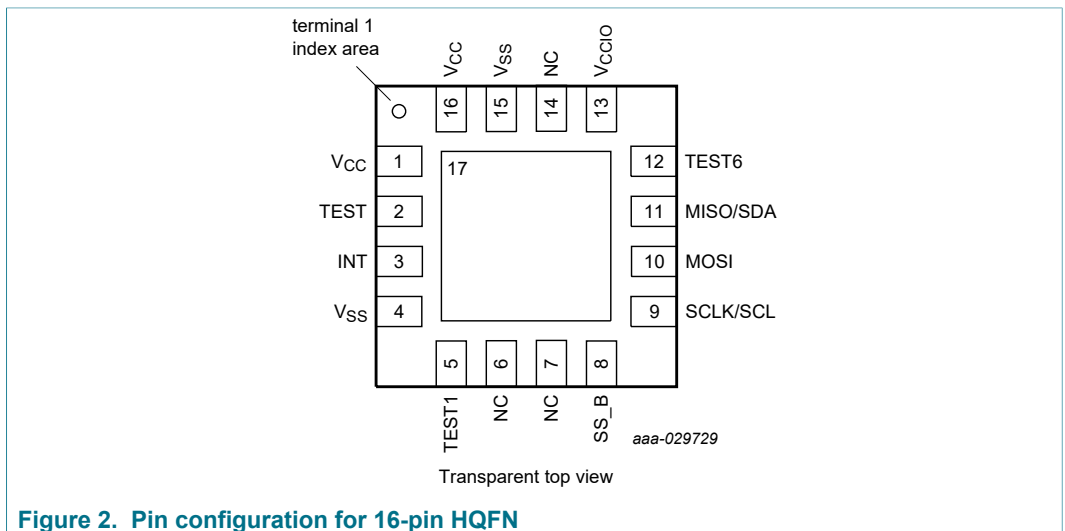 terminal 1
index area
VCC
VSS
NC
VCCIO
16
15
14
13
VCC
1
17
12
TEST6
TEST
2
11
MISO/SDA
INT
3
10
MOSI
VSS
4
9
SCLK/SCL
5
6
7
8
TEST1
NC
NC
SS_B
aaa-029729
Transparent top view
Figure 2. Pin configuration for 16-pin HQFN